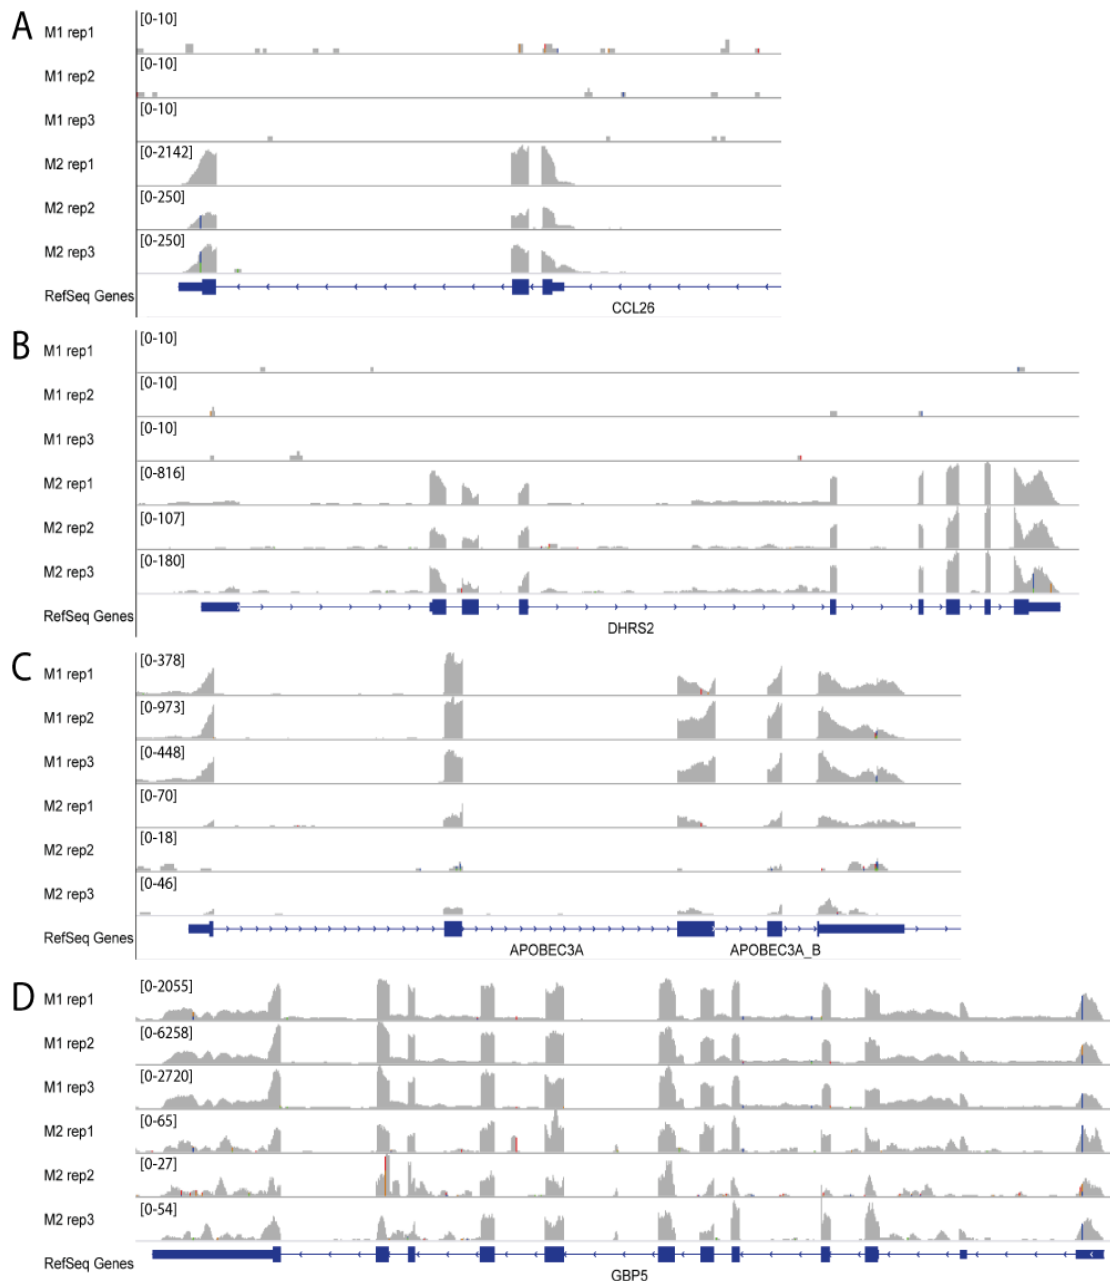 A
M1 rep1 [0-10]
M1 rep2 [0-10]
M1 rep3 [0-10]
M2 rep1 [0-2142]
M2 rep2 [0-250]
M2 rep3 [0-250]
RefSeq Genes
CCL26
B
M1 rep1 [0-10]
M1 rep2 [0-10]
M1 rep3 [0-10]
M2 rep1 [0-816]
M2 rep2 [0-107]
M2 rep3 [0-180]
RefSeq Genes
DHRS2
C
M1 rep1 [0-378]
M1 rep2 [0-973]
M1 rep3 [0-448]
M2 rep1 [0-70]
M2 rep2 [0-18]
M2 rep3 [0-46]
RefSeq Genes
APOBEC3A APOBEC3A_B
D
M1 rep1 [0-2055]
M1 rep2 [0-6258]
M1 rep3 [0-2720]
M2 rep1 [0-65]
M2 rep2 [0-27]
M2 rep3 [0-54]
RefSeq Genes
GBP5